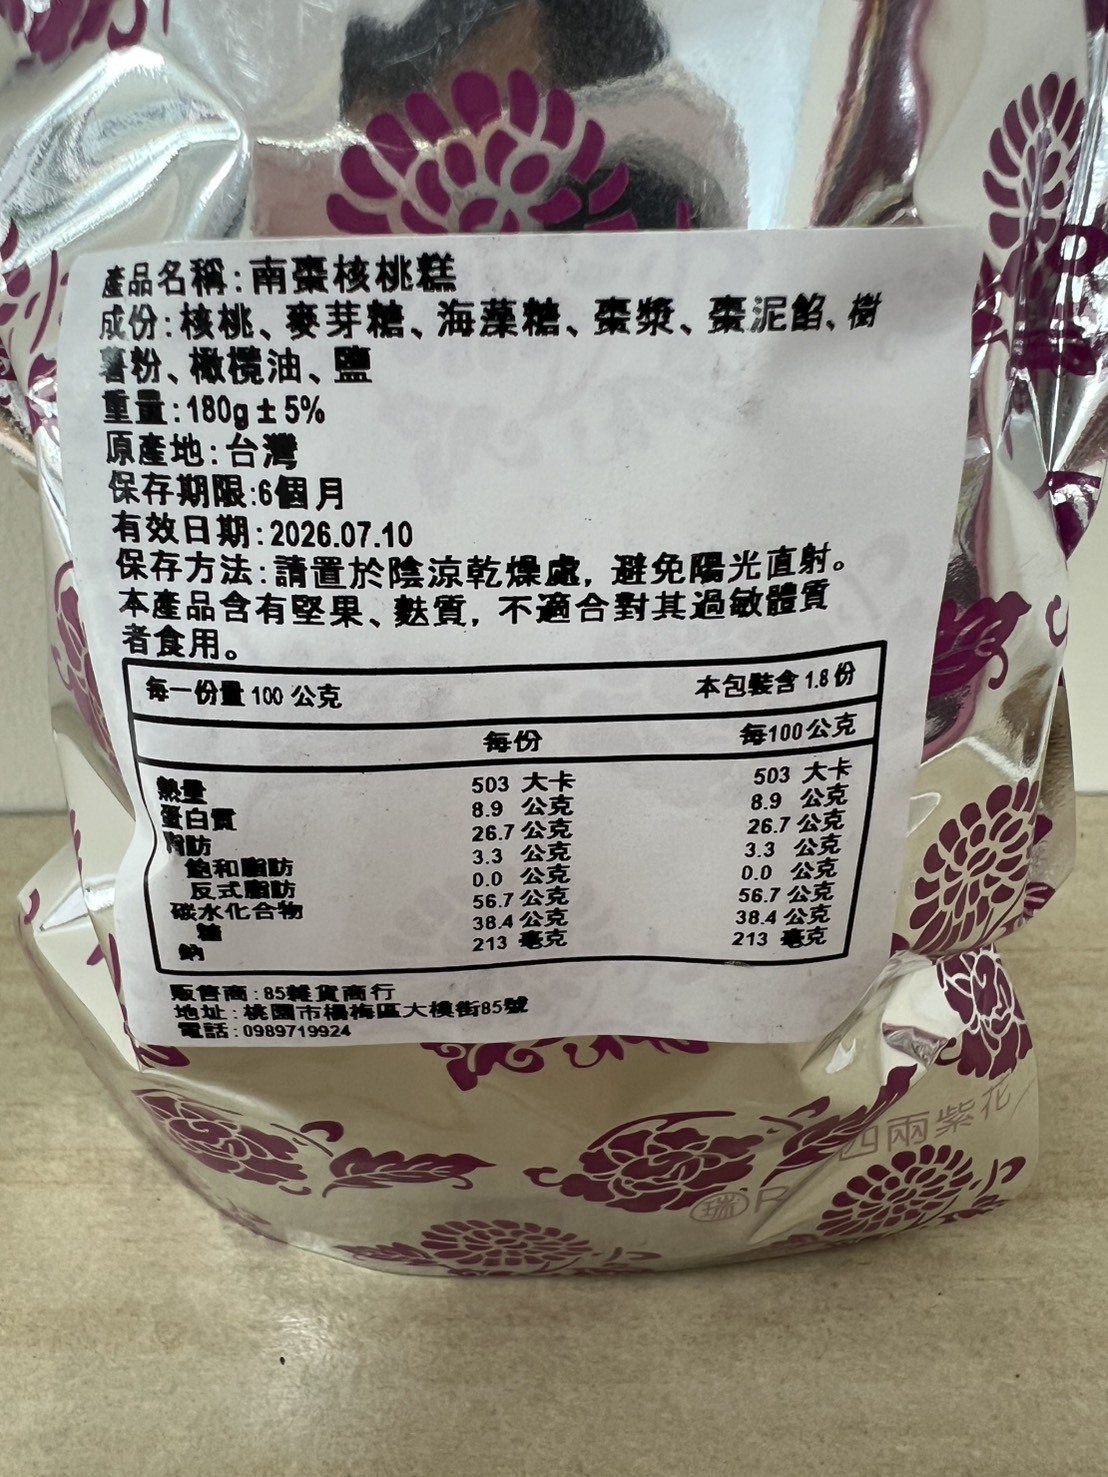 產品名稱:南棗核桃糕
成份:核桃、麥芽糖、海藻糖、棗漿、棗泥餡、樹
薯粉、橄欖油、鹽
重量:180g±5%
原產地:台灣
保存期限:6個月
有效日期:2026.07.10
保存方法:請置於陰涼乾燥處, 避免陽光直射。
本產品含有堅果、麩質, 不適合對其過敏體質
者食用。
每一份量 100 公克 本包裝含 1.8 份
每份 每100公克
熱量 503 大卡 503 大卡
蛋白質 8.9 公克 8.9 公克
脂肪 26.7 公克 26.7 公克
飽和脂肪 3.3 公克 3.3 公克
反式脂肪 0.0 公克 0.0 公克
碳水化合物 56.7 公克 56.7 公克
糖 38.4 公克 38.4 公克
鈉 213 毫克 213 毫克
販售商:85雜貨商行
地址:桃園市楊梅區大模街85號
電話:0989719924
四兩紫花
瑞